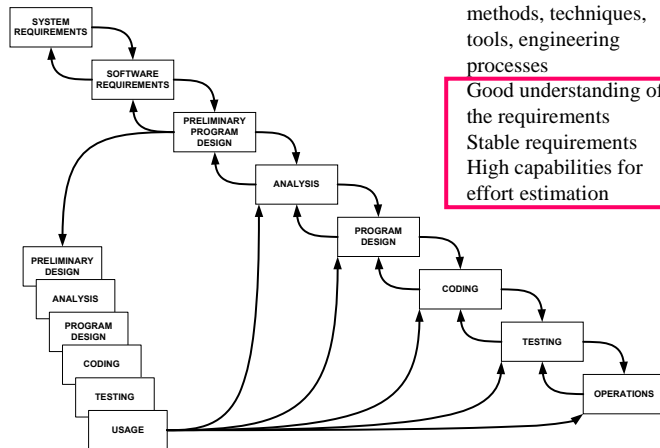 SYSTEM
REQUIREMENTS
SOFTWARE
REQUIREMENTS
PRELIMINARY
PROGRAM
DESIGN
ANALYSIS
PROGRAM
DESIGN
CODING
TESTING
OPERATIONS
PRELIMINARY
DESIGN
ANALYSIS
PROGRAM
DESIGN
CODING
TESTING
USAGE
methods, techniques,
tools, engineering
processes
Good understanding of
the requirements
Stable requirements
High capabilities for
effort estimation